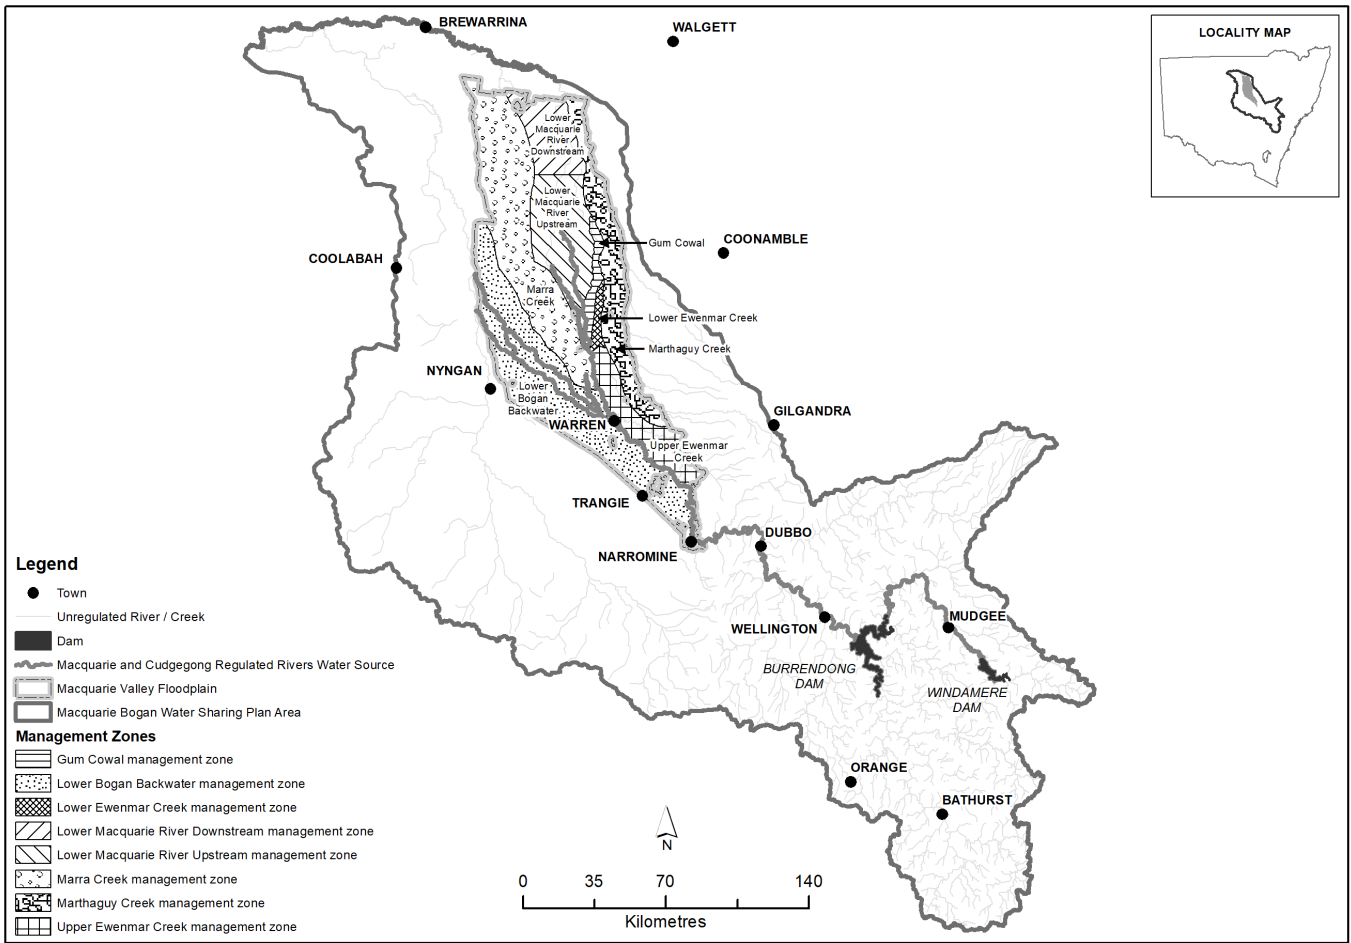 BREWARRINA
WALGETT
LOCALITY MAP
Lower
Macquarie
River
Downstream
Lower
Macquarie
River
Upstream
Gum Cowal
COONAMBLE
COOLABAH
Marra
Creek
Lower Ewenmar Creek
Marthaguy Creek
NYNGAN
Lower
Bogan
Backwater
WARREN
GILGANDRA
Upper Ewenmar
Creek
TRANGIE
NARROMINE
DUBBO
WELLINGTON
MUDGEE
BURRENDONG
DAM
WINDAMERE
DAM
ORANGE
BATHURST
Legend
Town
Unregulated River / Creek
Dam
Macquarie and Cudgegong Regulated Rivers Water Source
Macquarie Valley Floodplain
Macquarie Bogan Water Sharing Plan Area
Management Zones
Gum Cowal management zone
Lower Bogan Backwater management zone
Lower Ewenmar Creek management zone
Lower Macquarie River Downstream management zone
Lower Macquarie River Upstream management zone
Marra Creek management zone
Marthaguy Creek management zone
Upper Ewenmar Creek management zone
N
0 35 70 140
Kilometres